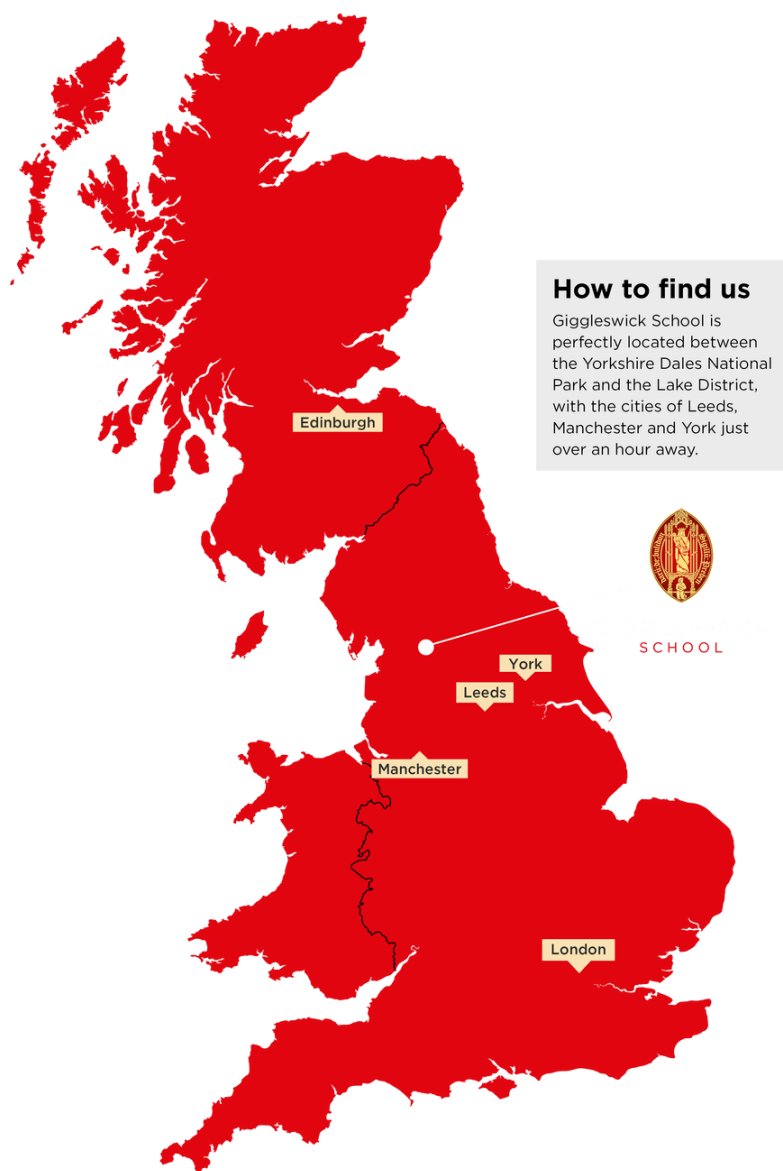 How to find us
Giggleswick School is
perfectly located between
the Yorkshire Dales National
Park and the Lake District,
with the cities of Leeds,
Manchester and York just
over an hour away.
Edinburgh
SCHOOL
York
Leeds
Manchester
London